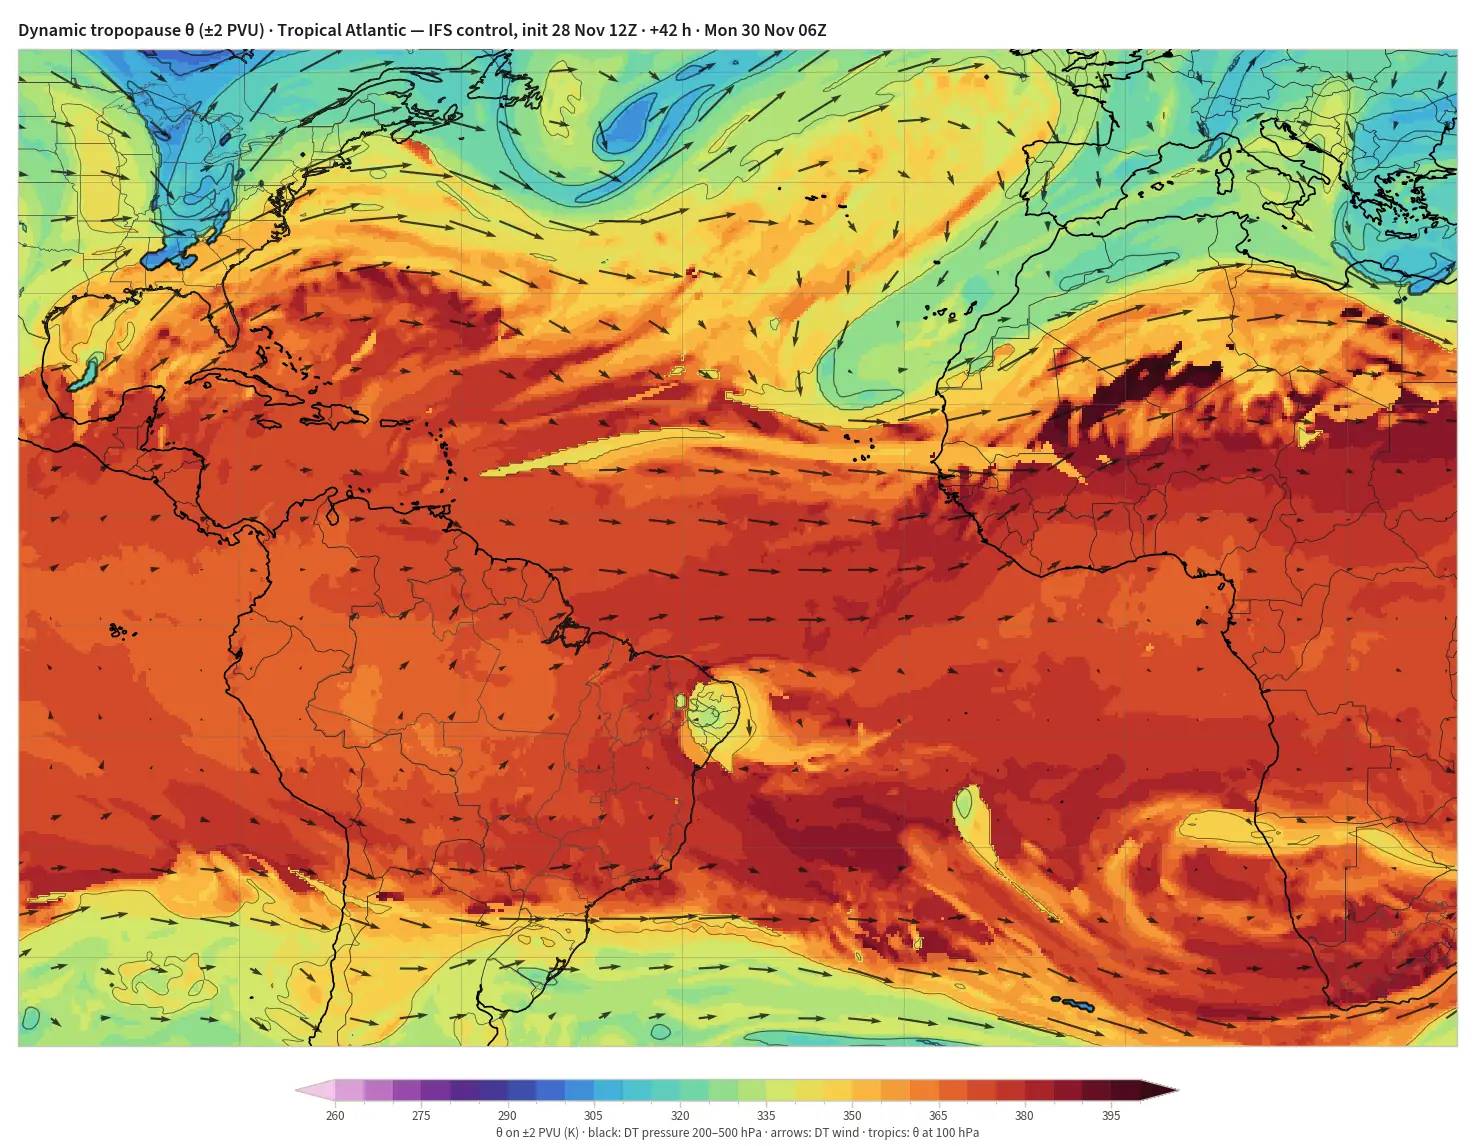 Dynamic tropopause θ (±2 PVU) · Tropical Atlantic — IFS control, init 28 Nov 12Z · +42 h · Mon 30 Nov 06Z
260 275 290 305 320 335 350 365 380 395
θ on ±2 PVU (K) · black: DT pressure 200–500 hPa · arrows: DT wind · tropics: θ at 100 hPa